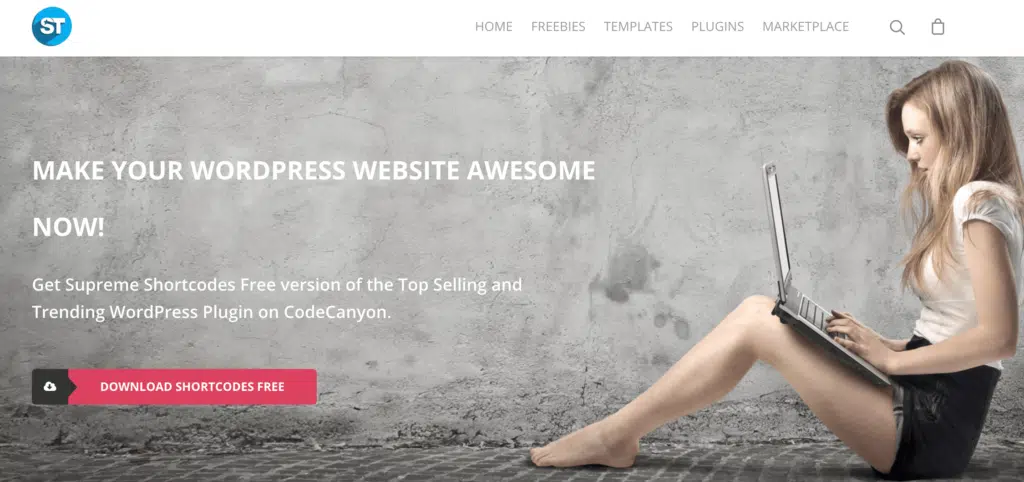 ST
HOME FREEBIES TEMPLATES PLUGINS MARKETPLACE
MAKE YOUR WORDPRESS WEBSITE AWESOME
NOW!
Get Supreme Shortcodes Free version of the Top Selling and
Trending WordPress Plugin on CodeCanyon.
DOWNLOAD SHORTCODES FREE